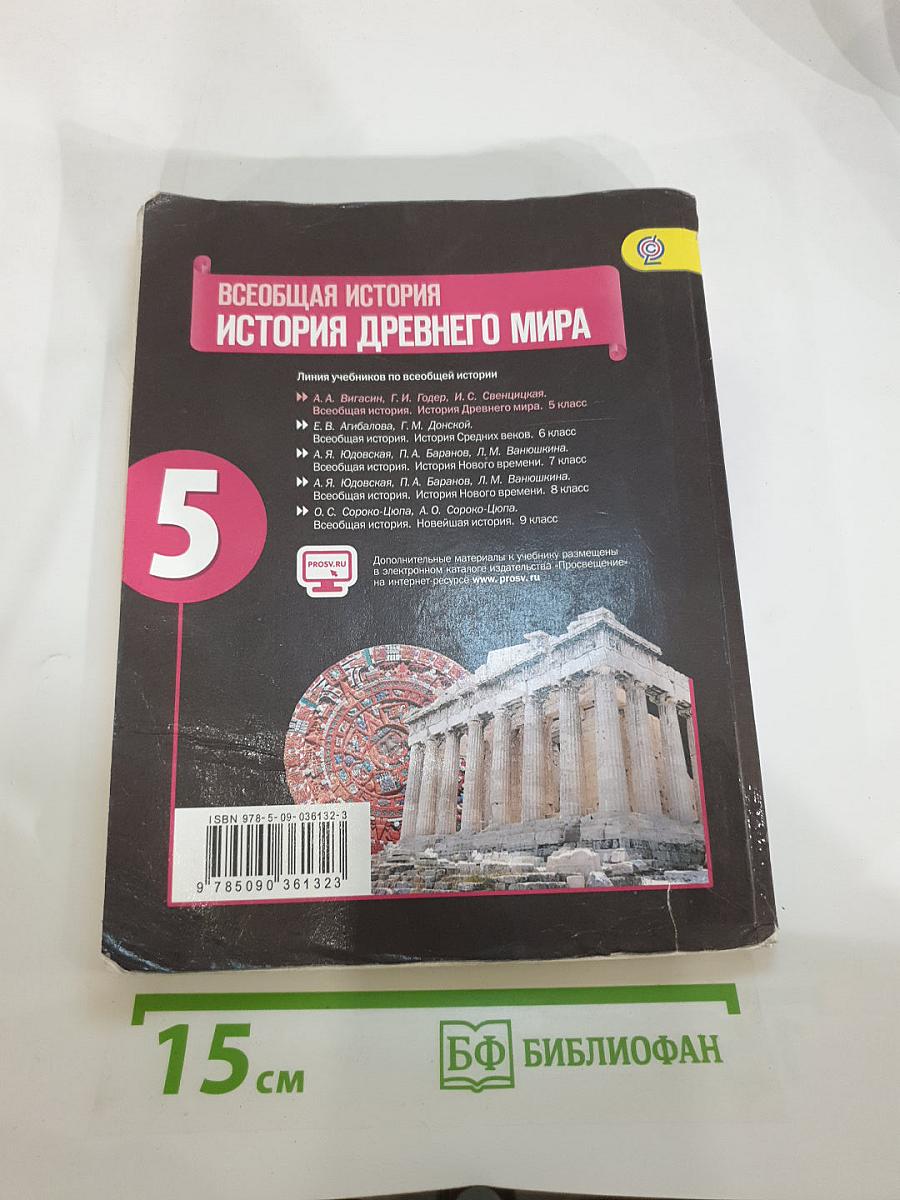 ВСЕОБЩАЯ ИСТОРИЯ
ИСТОРИЯ ДРЕВНЕГО МИРА
Линия учебников по всеобщей истории
А. А. Вигасин, Г. И. Годер, И. С. Свенцицкая.
Всеобщая история. История Древнего мира. 5 класс
Е. В. Агибалова, Г. М. Донской.
Всеобщая история. История Средних веков. 6 класс
А. Я. Юдовская, П. А. Баранов, Л. М. Ванюшкина.
Всеобщая история. История Нового времени. 7 класс
А. Я. Юдовская, П. А. Баранов, Л. М. Ванюшкина.
Всеобщая история. История Нового времени. 8 класс
О. С. Сороко-Цюпа, А. О. Сороко-Цюпа.
Всеобщая история. Новейшая история. 9 класс
5
PROSV.RU
Дополнительные материалы к учебнику размещены
в электронном каталоге издательства «Просвещение»
на интернет-ресурсе www. prosv. ru
ISBN 978-5-09-036132-3
9 785090 361323
15 см
БФ БИБЛИОФАН